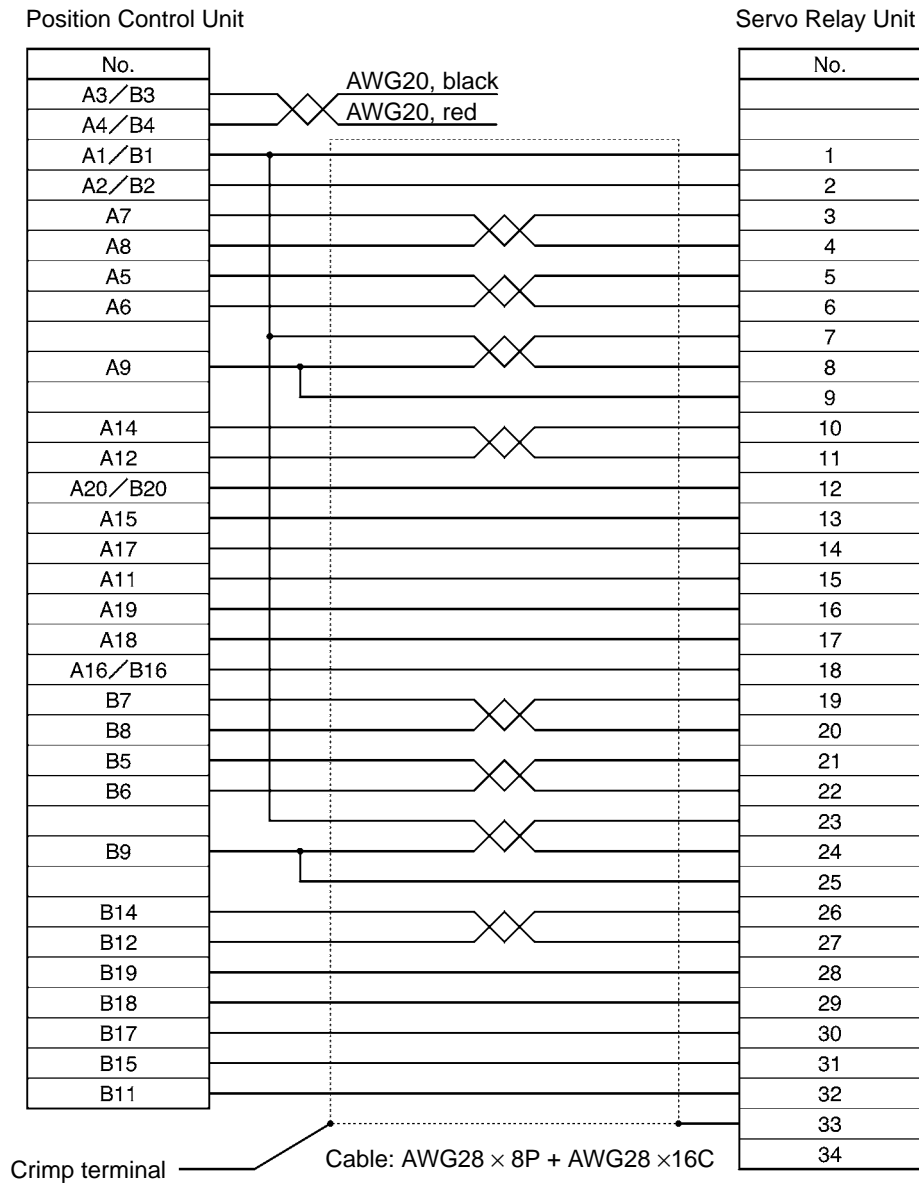 Position Control Unit Servo Relay Unit
No. No.
A3／B3 AWG20, black
A4／B4 AWG20, red
A1／B1 1
A2／B2 2
A7 3
A8 4
A5 5
A6 6
7
A9 8
9
A14 10
A12 11
A20／B20 12
A15 13
A17 14
A11 15
A19 16
A18 17
A16／B16 18
B7 19
B8 20
B5 21
B6 22
23
B9 24
25
B14 26
B12 27
B19 28
B18 29
B17 30
B15 31
B11 32
33
Crimp terminal Cable: AWG28 × 8P + AWG28 ×16C 34